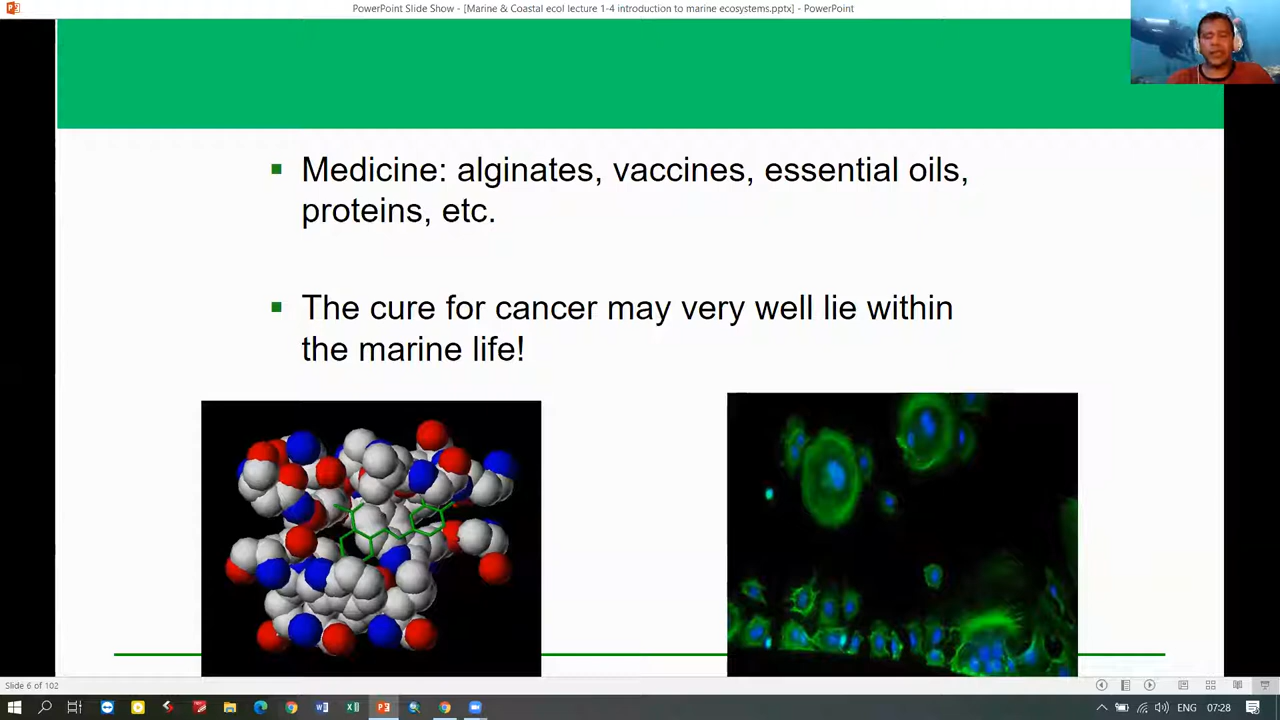 PowerPoint Slide Show - [Marine & Coastal ecol lecture 1-4 introduction to marine ecosystems.pptx] - PowerPoint
Medicine: alginates, vaccines, essential oils,
proteins, etc.
The cure for cancer may very well lie within
the marine life!
Slide 6 of 102
ENG 07:28